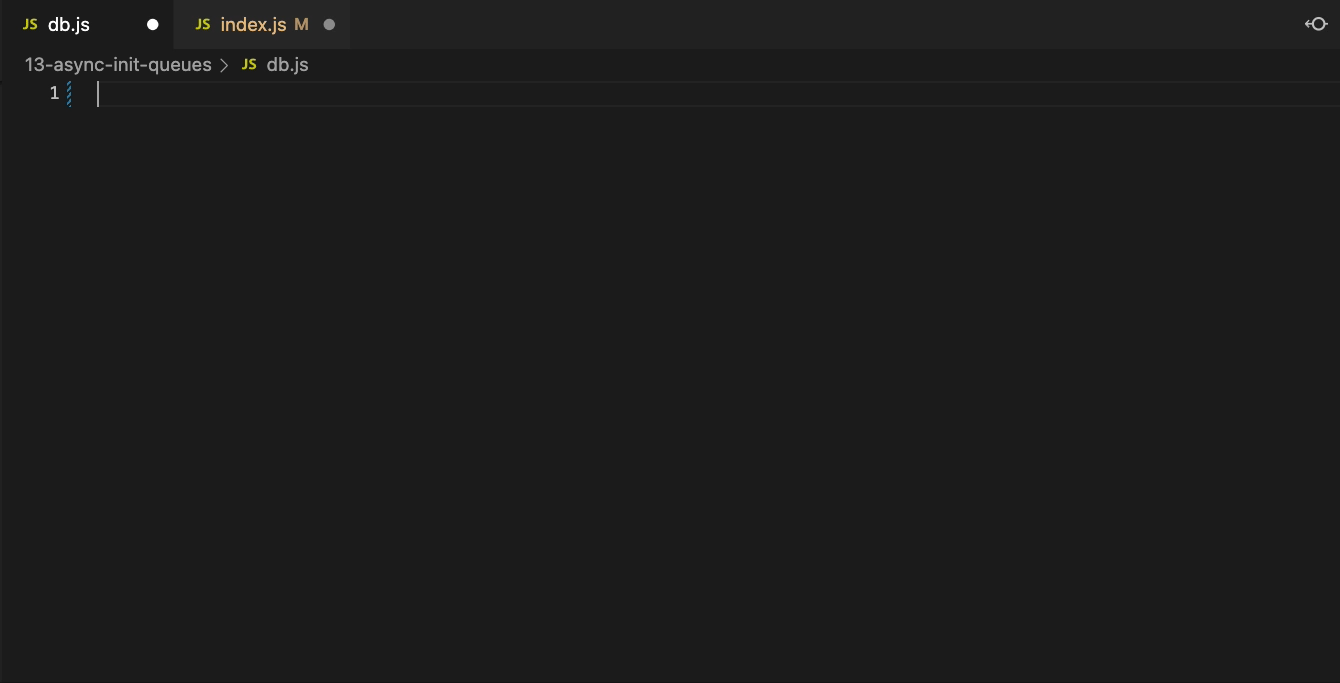 JS db.js JS index.js M
13-async-init-queues > JS db.js
1